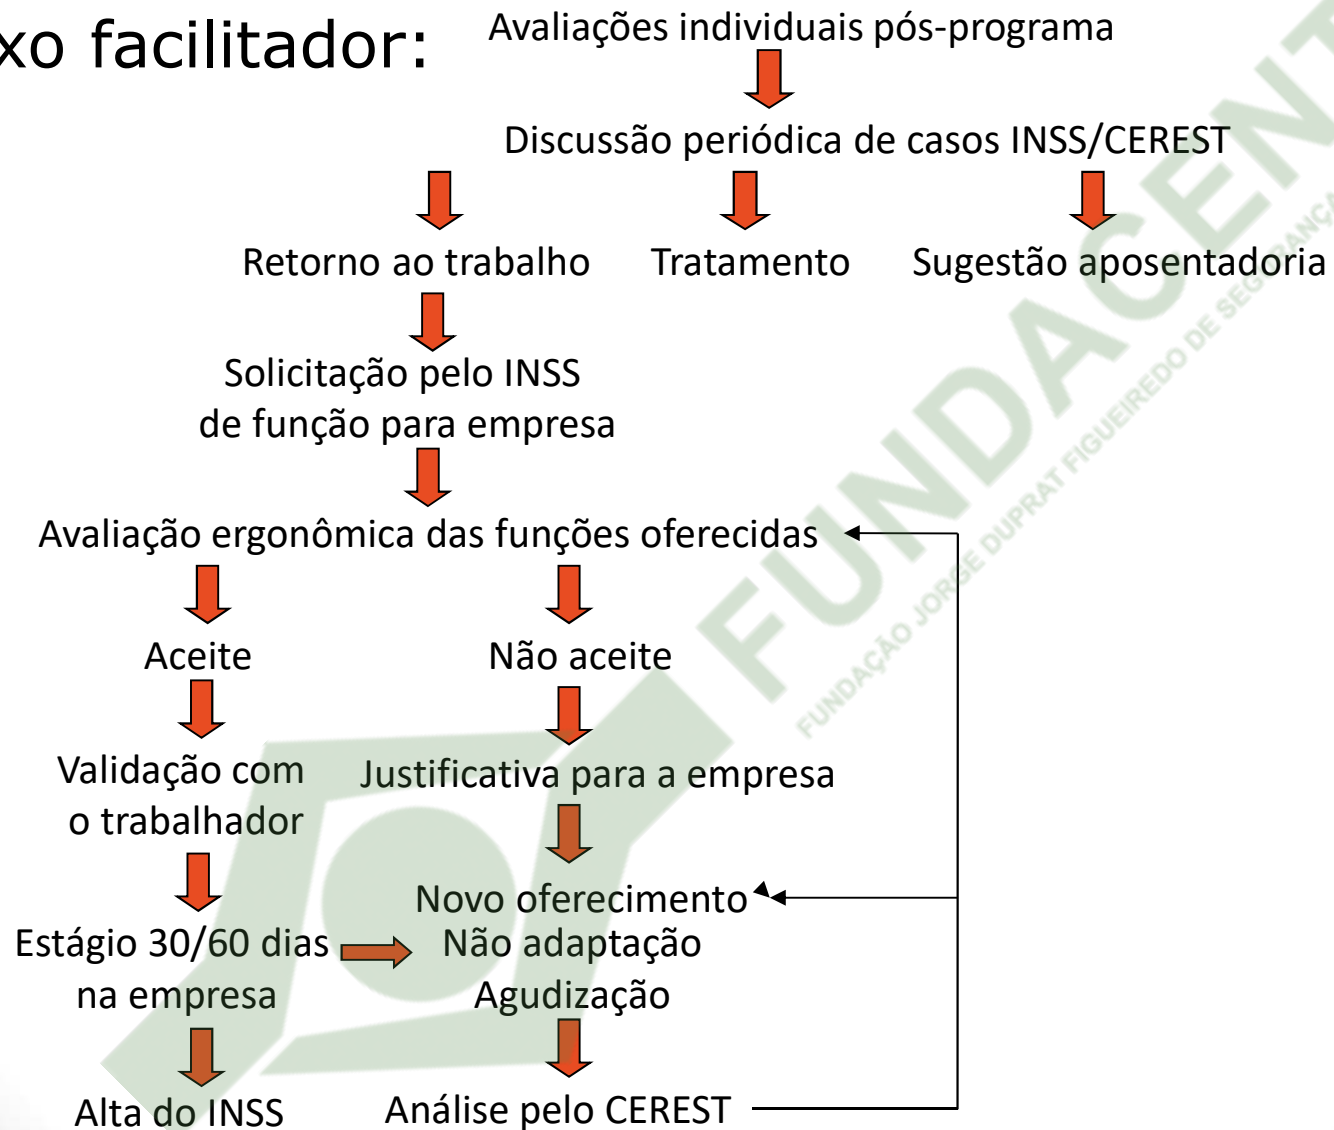 xo facilitador:
Avaliações individuais pós-programa
Discussão periódica de casos INSS/CEREST
Retorno ao trabalho
Tratamento
Sugestão aposentadoria
Solicitação pelo INSS
de função para empresa
Avaliação ergonômica das funções oferecidas
Aceite
Não aceite
Validação com
o trabalhador
Justificativa para a empresa
Novo oferecimento
Estágio 30/60 dias
na empresa
Não adaptação
Agudização
Alta do INSS
Análise pelo CEREST
FUNDACENT
FUNDAÇÃO JORGE DUPRAT FIGUEIREDO DE SEGURANÇA